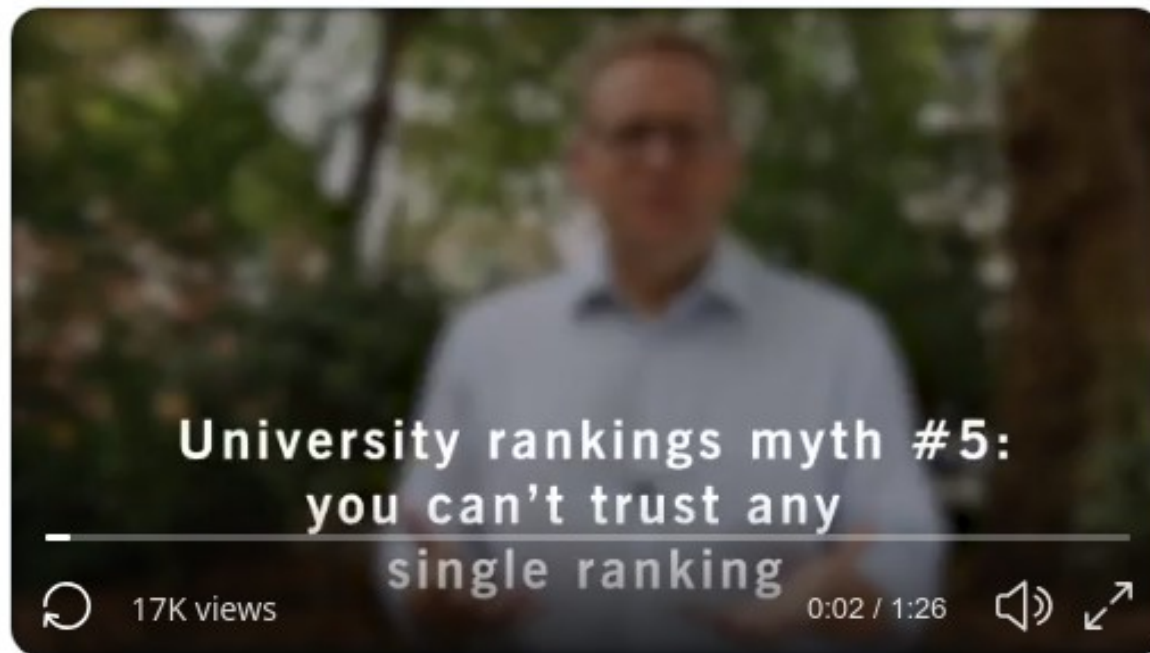 University rankings myth #5:
you can't trust any
single ranking
17K views
0:02 / 1:26